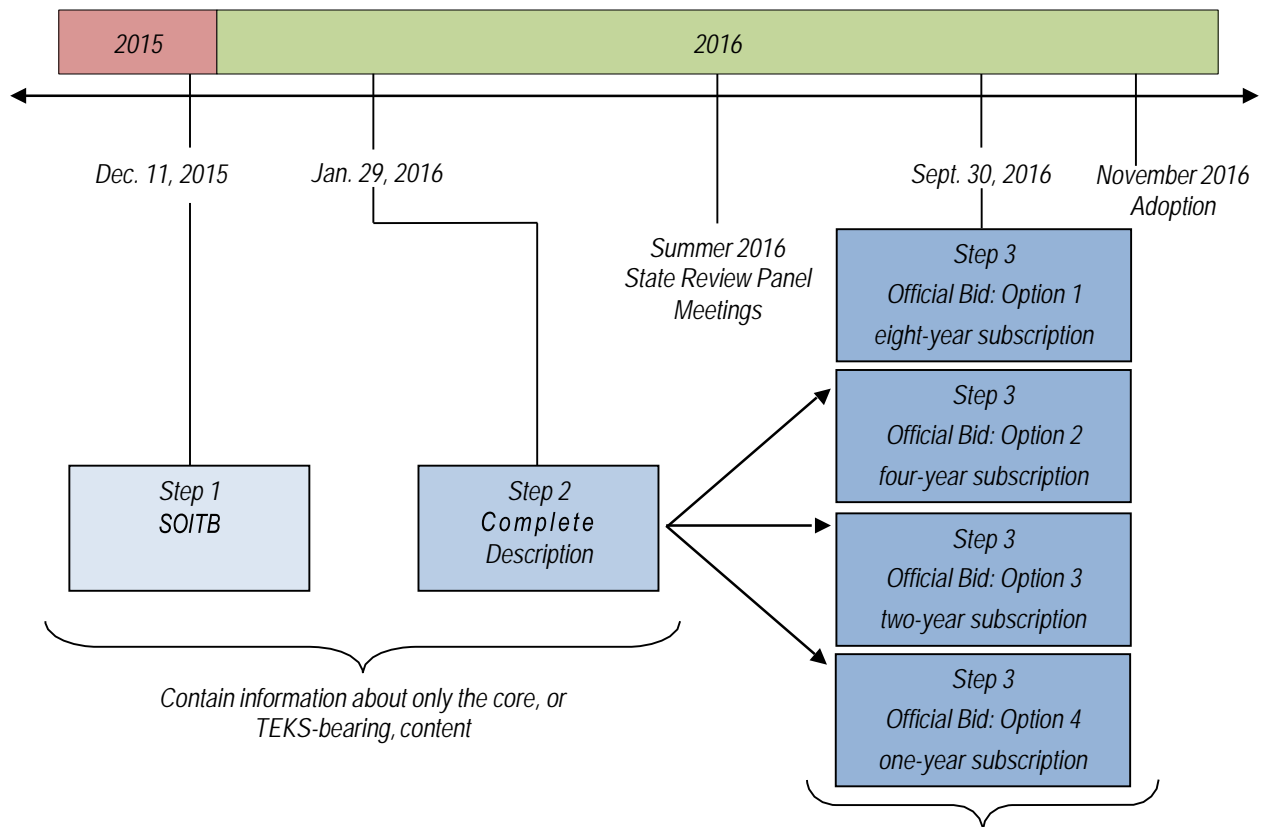 2015
2016
Dec. 11, 2015
Jan. 29, 2016
Sept. 30, 2016
November 2016
Adoption
Summer 2016
State Review Panel
Meetings
Step 1
SOITB
Step 2
Complete
Description
Step 3
Official Bid: Option 1
eight-year subscription
Step 3
Official Bid: Option 2
four-year subscription
Step 3
Official Bid: Option 3
two-year subscription
Step 3
Official Bid: Option 4
one-year subscription
Contain information about only the core, or
TEKS-bearing, content